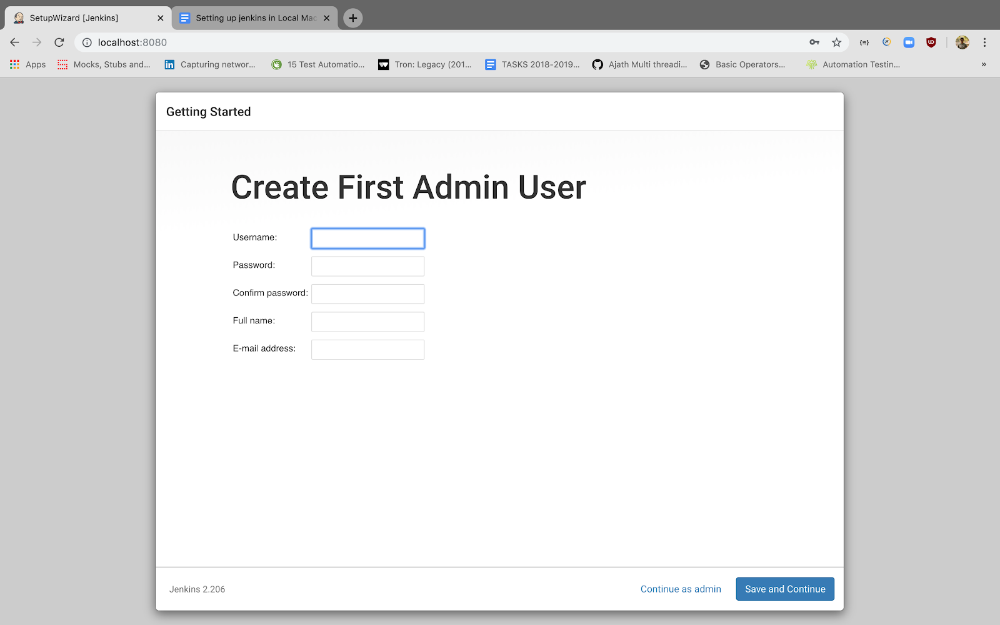 SetupWizard [Jenkins]
Setting up jenkins in Local Mac
localhost:8080
Apps
Mocks, Stubs and...
Capturing networ...
15 Test Automatio...
Tron: Legacy (201...
TASKS 2018-2019...
Ajath Multi threadi...
Basic Operators...
Automation Testin...
»
Getting Started
Create First Admin User
Username:
Password:
Confirm password:
Full name:
E-mail address:
Jenkins 2.206
Continue as admin
Save and Continue